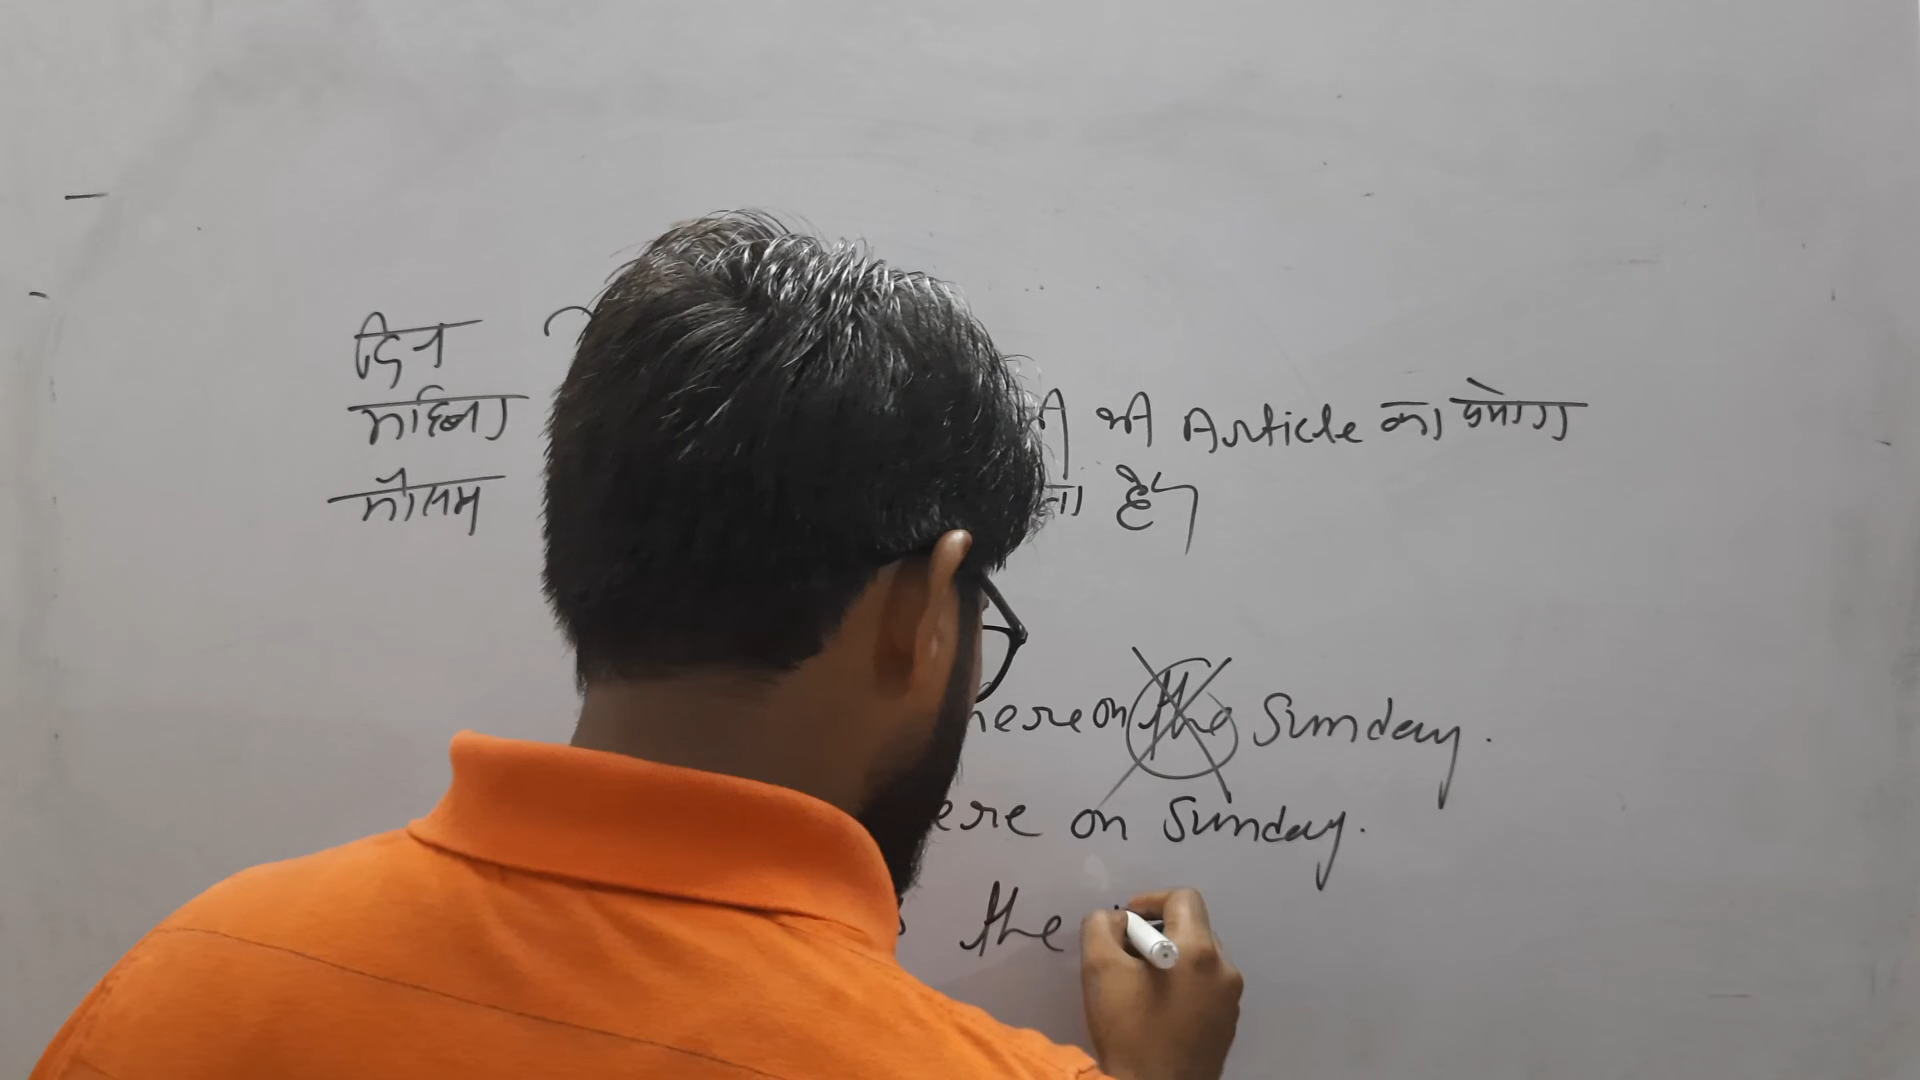 दिन
महिना भी Article का प्रयोग
मौसम है।
here on the Sunday.
ere on Sunday.
the